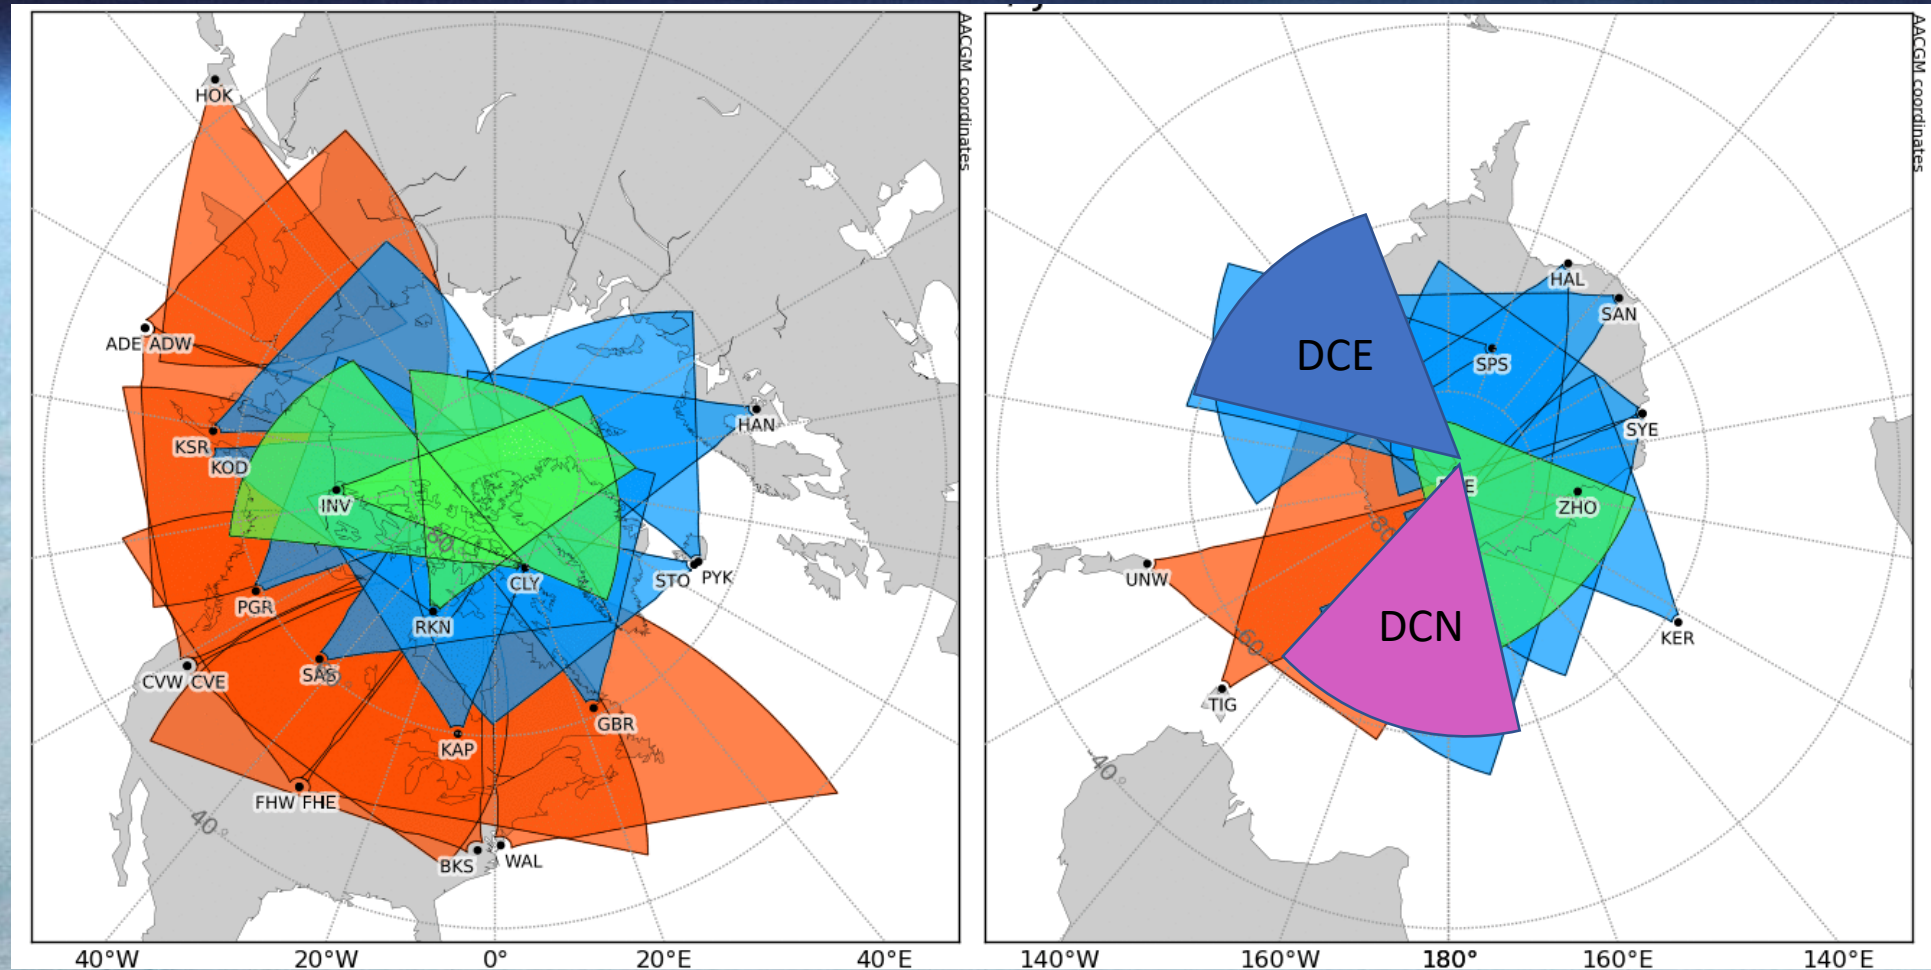 AACGM coordinates
HOK
ADE ADW
KSR
KOD
HAN
INV
CLY
STO PYK
PGR
RKN
SAS
CVW CVE
GBR
KAP
FHW FHE
BKS
WAL
80°
40°
40°W
20°W
0°
20°E
40°E
AACGM coordinates
HAL
SAN
DCE
SPS
SYE
ZHO
80°
UNW
DCN
60°
KER
TIG
40°
140°W
160°W
180°
160°E
140°E